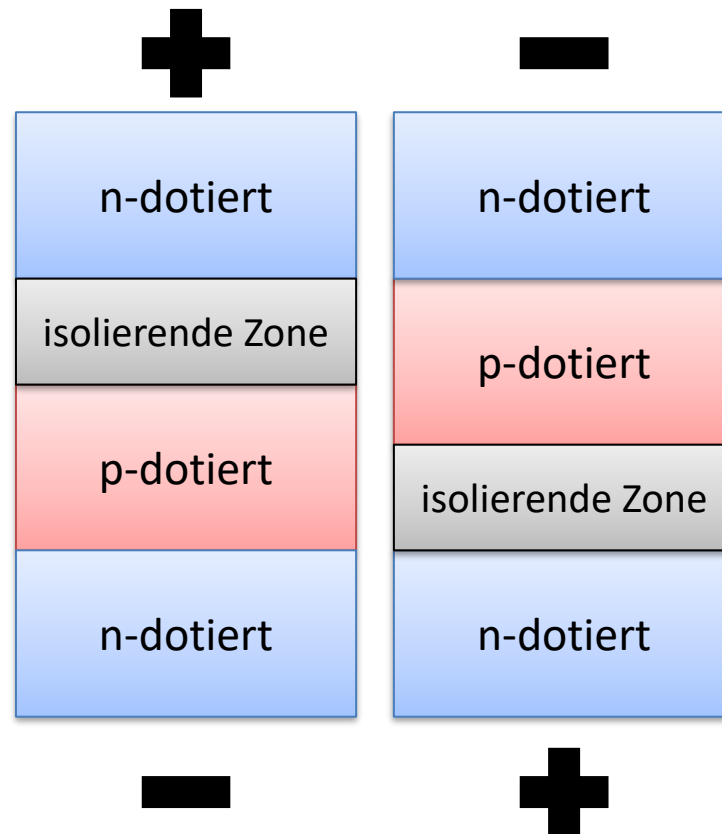 +
−
n-dotiert
isolierende Zone
p-dotiert
n-dotiert
−
n-dotiert
p-dotiert
isolierende Zone
n-dotiert
+